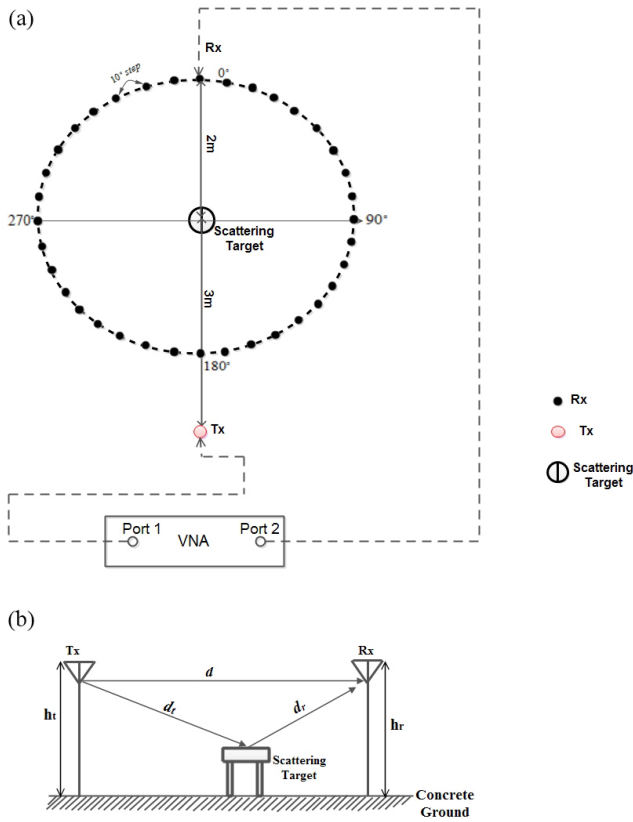 (a)
Rx
10° step
0°
2m
270°
90°
Scattering
Target
3m
180°
Tx
Rx
Tx
Scattering
Target
Port 1
VNA
Port 2
(b)
Tx
Rx
d
ht
dt
dr
hr
Scattering
Target
Concrete
Ground